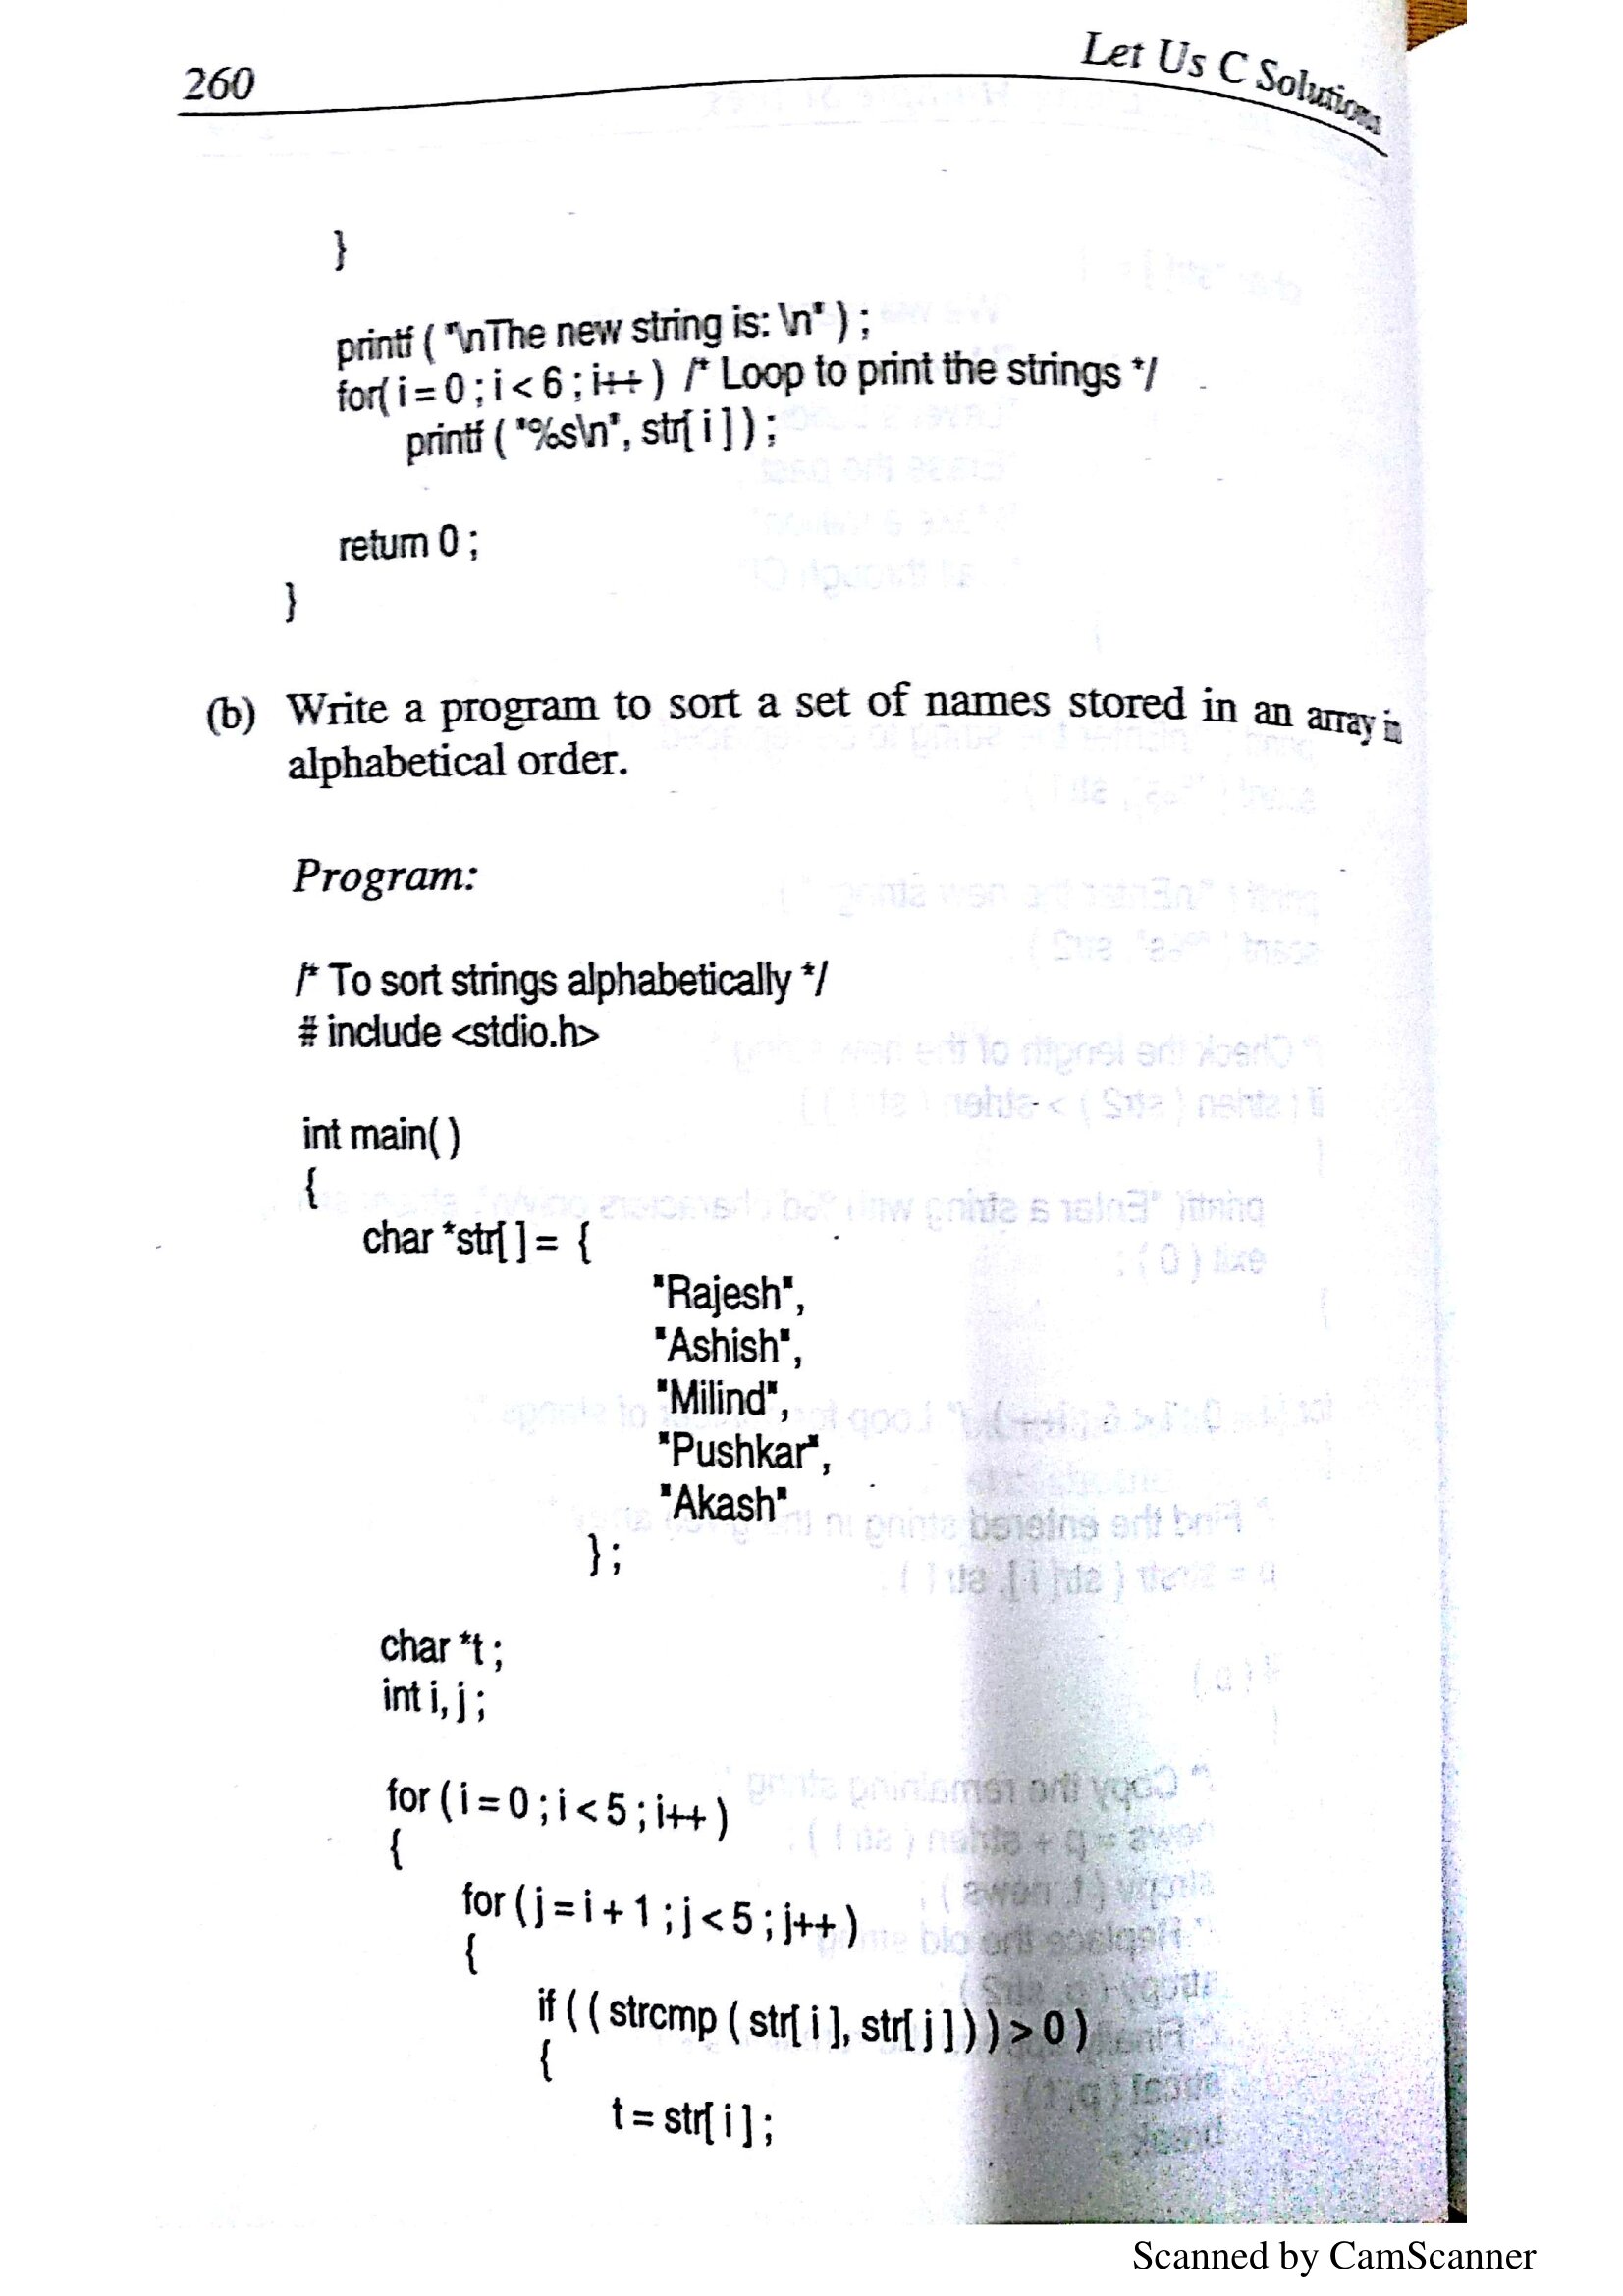 260
Let Us C Solutions
}
printf ( "\nThe new string is: \n" ) ;
for( i = 0 ; i < 6 ; i++ ) /* Loop to print the strings */
printf ( "%s\n", str[ i ] ) ;
return 0 ;
}
(b) Write a program to sort a set of names stored in an array in
alphabetical order.
Program:
/* To sort strings alphabetically */
# include <stdio.h>
int main( )
{
char *str[ ] = {
"Rajesh",
"Ashish",
"Milind",
"Pushkar",
"Akash"
} ;
char *t ;
int i, j ;
for ( i = 0 ; i < 5 ; i++ )
{
for ( j = i + 1 ; j < 5 ; j++ )
{
if ( ( strcmp ( str[ i ], str[ j ] ) ) > 0 )
{
t = str[ i ] ;
Scanned by CamScanner